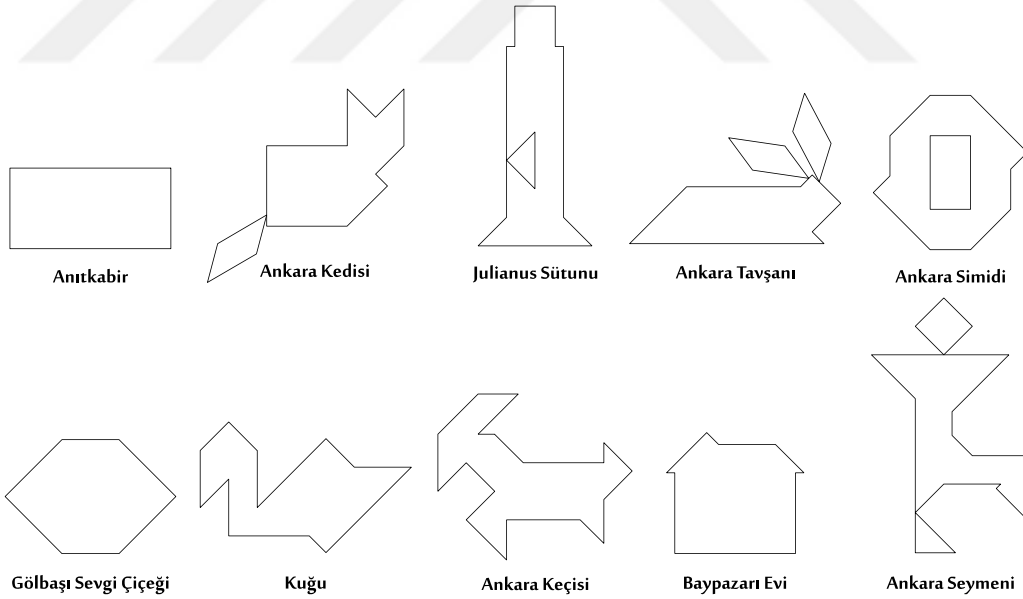 Anıtkabir
Ankara Kedisi
Julianus Sütunu
Ankara Tavşanı
Ankara Simidi
Gölbaşı Sevgi Çiçeği
Kuğu
Ankara Keçisi
Baypazarı Evi
Ankara Seymeni